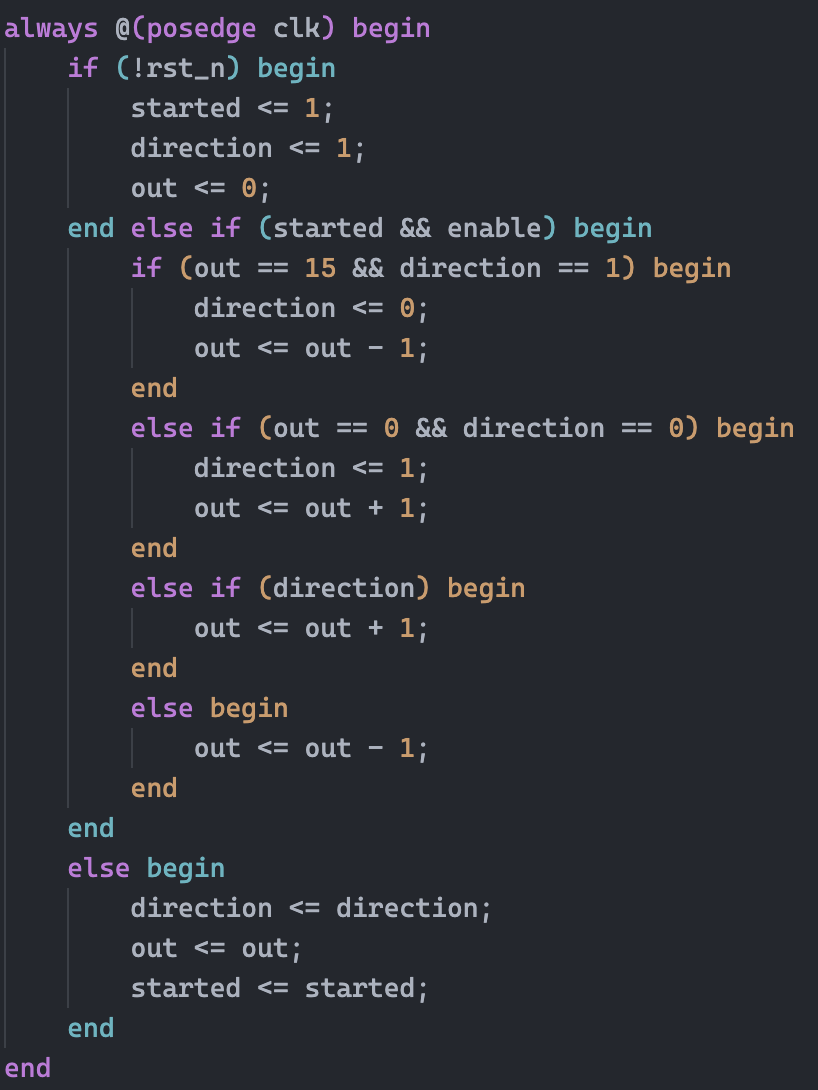 always @(posedge clk) begin
    if (!rst_n) begin
        started <= 1;
        direction <= 1;
        out <= 0;
    end else if (started && enable) begin
        if (out == 15 && direction == 1) begin
            direction <= 0;
            out <= out - 1;
        end
        else if (out == 0 && direction == 0) begin
            direction <= 1;
            out <= out + 1;
        end
        else if (direction) begin
            out <= out + 1;
        end
        else begin
            out <= out - 1;
        end
    end
    else begin
        direction <= direction;
        out <= out;
        started <= started;
    end
end